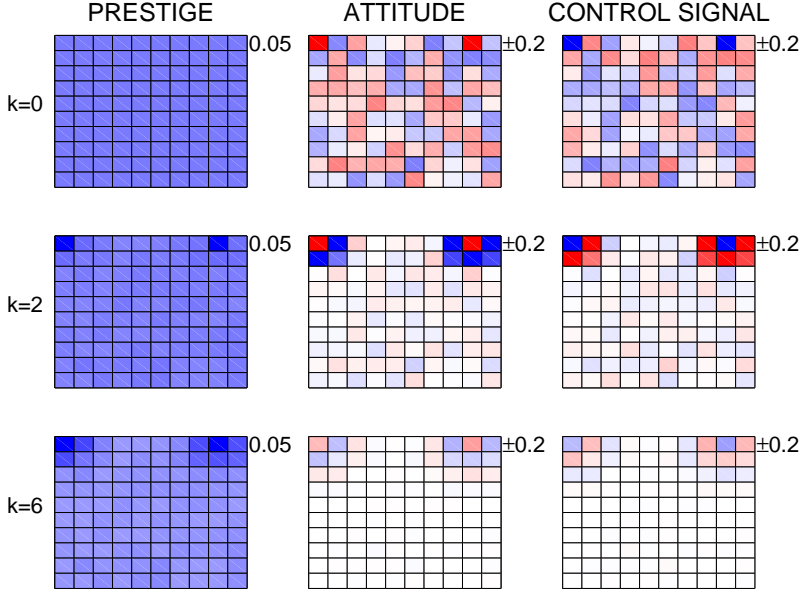 PRESTIGE ATTITUDE CONTROL SIGNAL
0.05 ±0.2 ±0.2
k=0
0.05 ±0.2 ±0.2
k=2
0.05 ±0.2 ±0.2
k=6